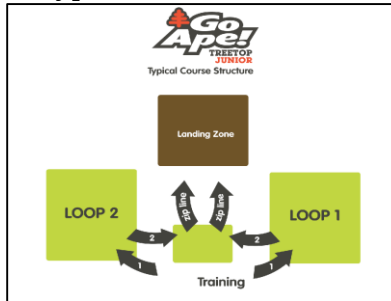 Go
Ape!
TREETOP
JUNIOR
Typical Course Structure
Landing Zone
zip line
zip line
LOOP 2
LOOP 1
2
2
1
1
Training